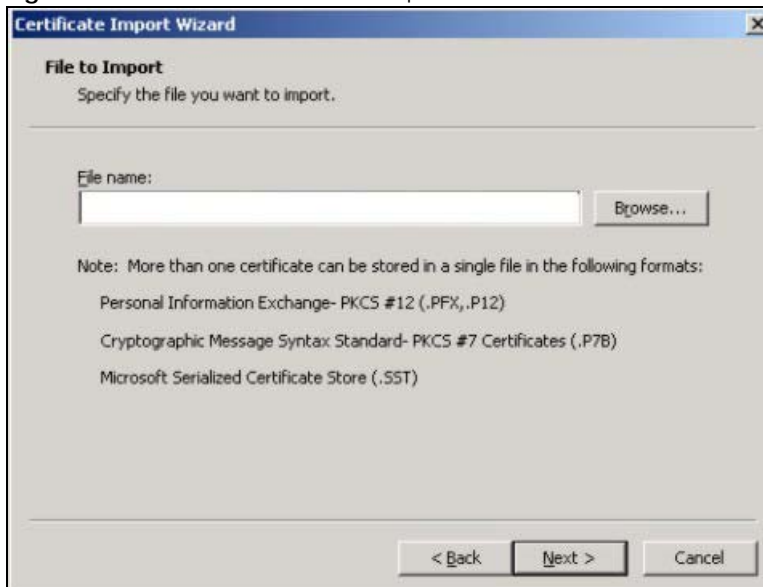 Certificate Import Wizard
File to Import
Specify the file you want to import.
File name:
Browse...
Note: More than one certificate can be stored in a single file in the following formats:
Personal Information Exchange- PKCS #12 (.PFX,.P12)
Cryptographic Message Syntax Standard- PKCS #7 Certificates (.P7B)
Microsoft Serialized Certificate Store (.SST)
< Back
Next >
Cancel